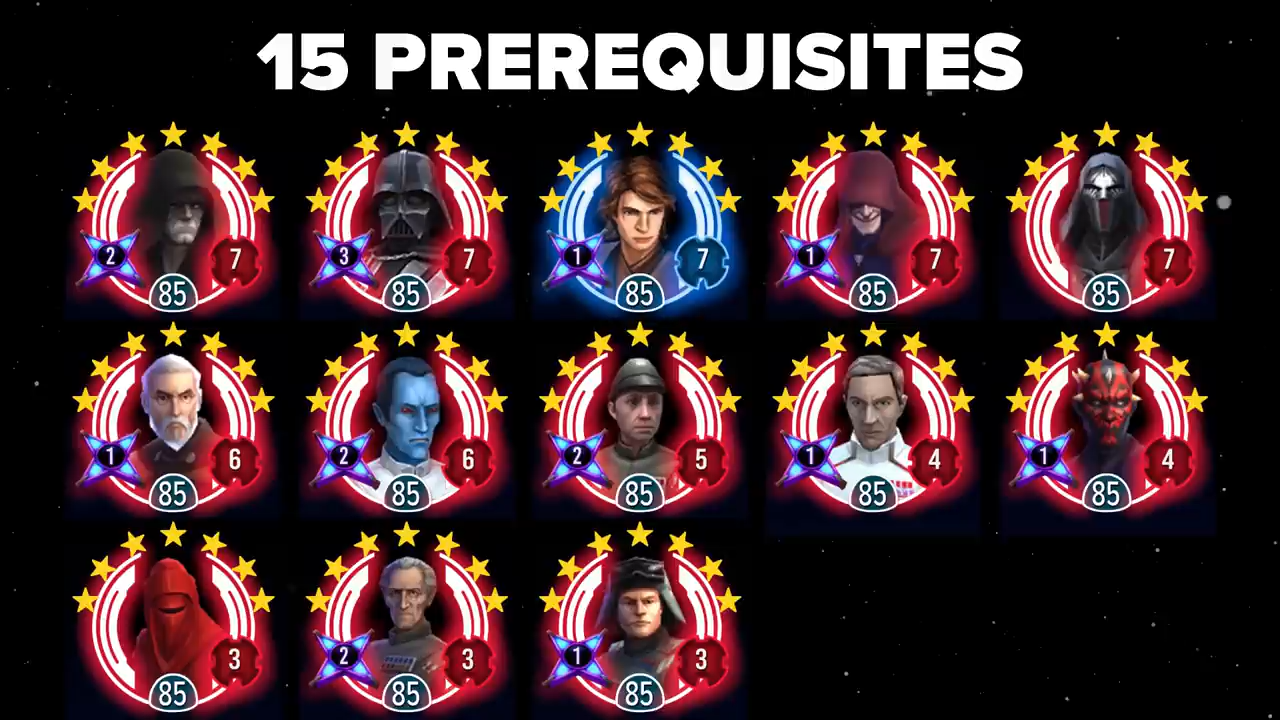 15 PREREQUISITES
2 7 85
3 7 85
1 7 85
1 7 85
7 85
1 6 85
2 6 85
2 5 85
1 4 85
1 4 85
3 85
2 3 85
1 3 85